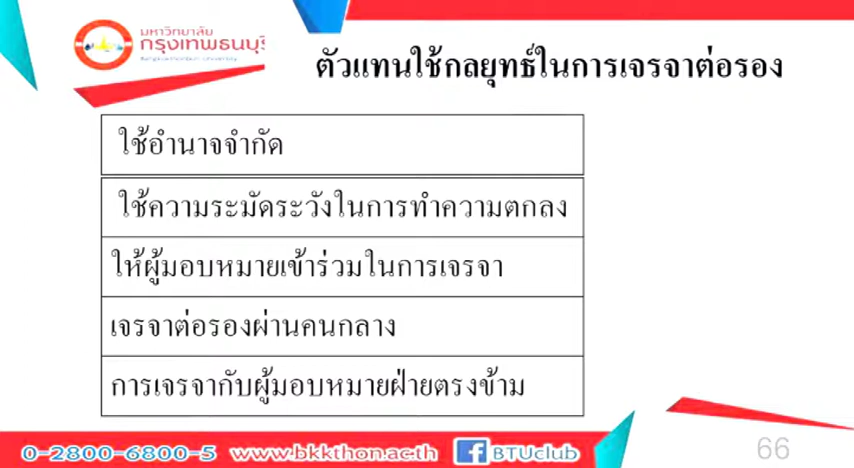 มหาวิทยาลัย
กรุงเทพธนบุรี
Bangkokthonburi University
ตัวแทนใช้กลยุทธ์ในการเจรจาต่อรอง
ใช้อำนาจจำกัด
ใช้ความระมัดระวังในการทำความตกลง
ให้ผู้มอบหมายเข้าร่วมในการเจรจา
เจรจาต่อรองผ่านคนกลาง
การเจรจากับผู้มอบหมายฝ่ายตรงข้าม
0-2800-6800-5 www.bkkthon.ac.th BTUclub
66